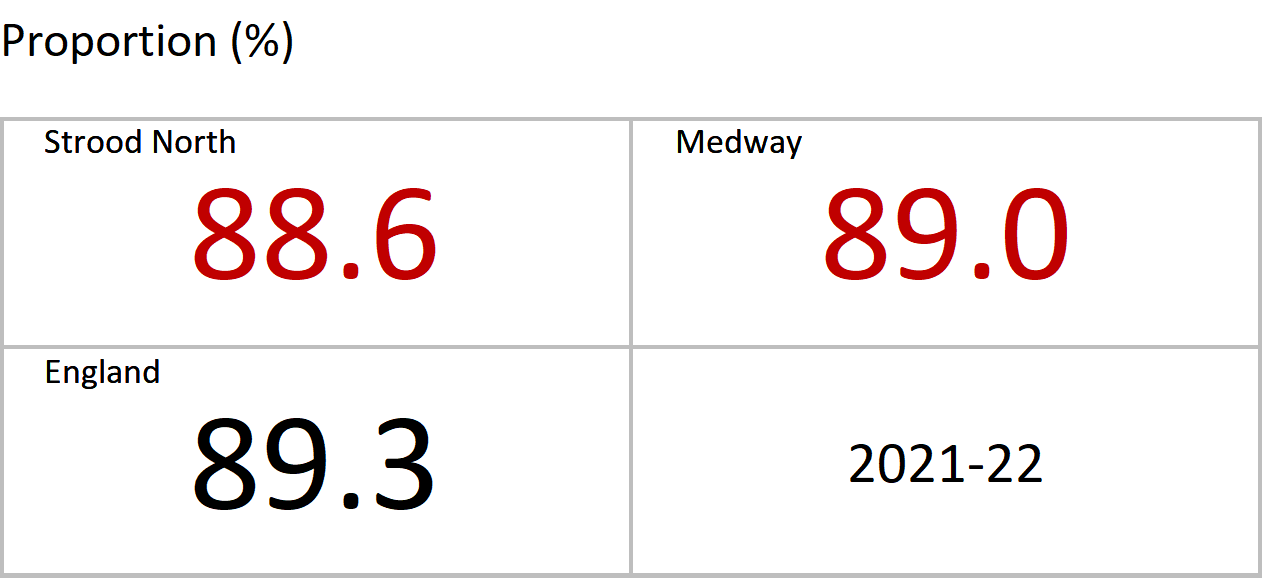 Proportion (%)
Strood North
Medway
88.6
89.0
England
89.3
2021-22